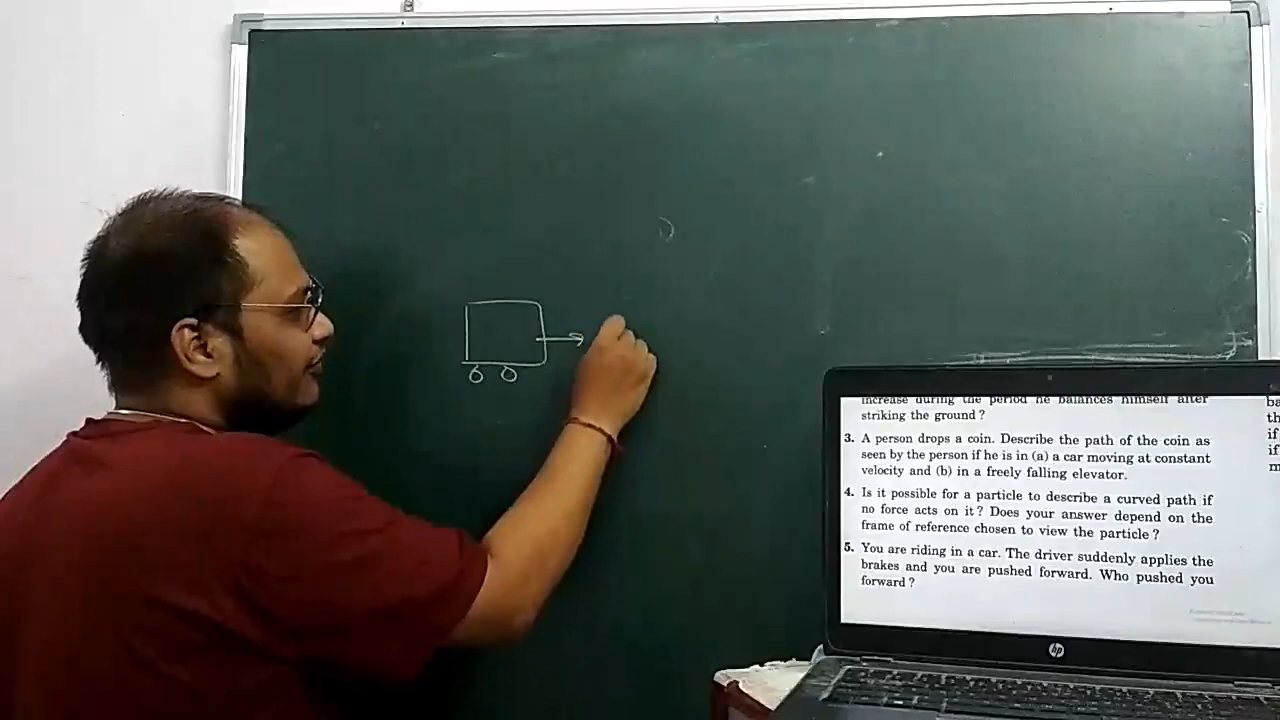 increase during the period he balances himself after
striking the ground ?
3. A person drops a coin. Describe the path of the coin as
seen by the person if he is in (a) a car moving at constant
velocity and (b) in a freely falling elevator.
4. Is it possible for a particle to describe a curved path if
no force acts on it ? Does your answer depend on the
frame of reference chosen to view the particle ?
5. You are riding in a car. The driver suddenly applies the
brakes and you are pushed forward. Who pushed you
forward ?
ba
th
if
if
m
hp